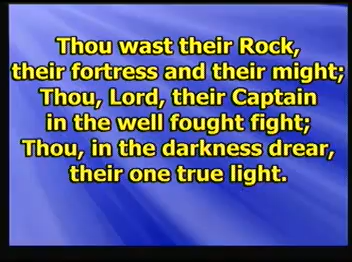 Thou wast their Rock,
their fortress and their might;
Thou, Lord, their Captain
in the well fought fight;
Thou, in the darkness drear,
their one true light.